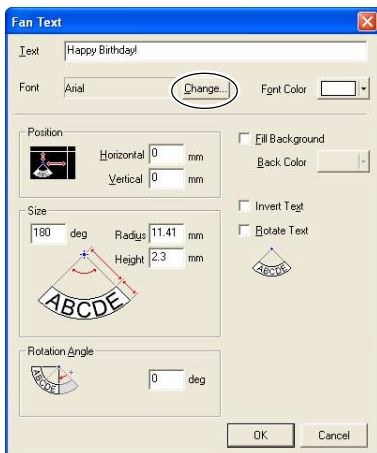 Fan Text
Text Happy Birthday!
Font Arial Change... Font Color
Position
Horizontal 0 mm
Vertical 0 mm
Fill Background
Back Color
Size
180 deg Radius 11.41 mm
Height 2.3 mm
ABCDE
Invert Text
Rotate Text
ABCDE
Rotation Angle
ABCDE
0 deg
OK Cancel